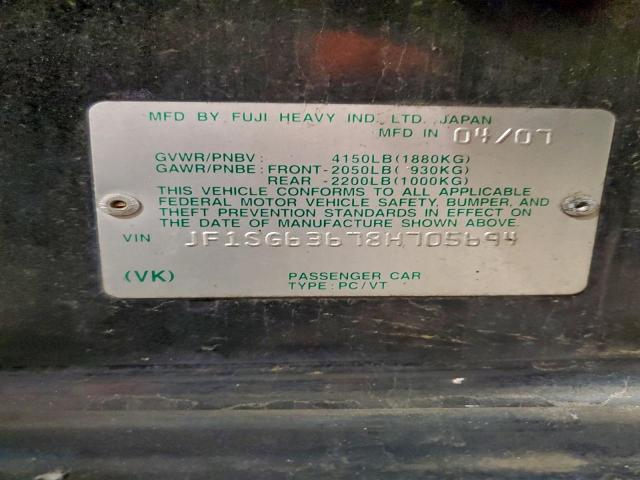 MFD BY FUJI HEAVY IND. LTD. JAPAN
MFD IN 04/07
GVWR/PNBV: 4150LB(1880KG)
GAWR/PNBE: FRONT-2050LB( 930KG)
REAR -2200LB(1000KG)
THIS VEHICLE CONFORMS TO ALL APPLICABLE
FEDERAL MOTOR VEHICLE SAFETY, BUMPER, AND
THEFT PREVENTION STANDARDS IN EFFECT ON
THE DATE OF MANUFACTURE SHOWN ABOVE.
VIN JF1SG63678H705694
(VK) PASSENGER CAR
TYPE: PC/VT